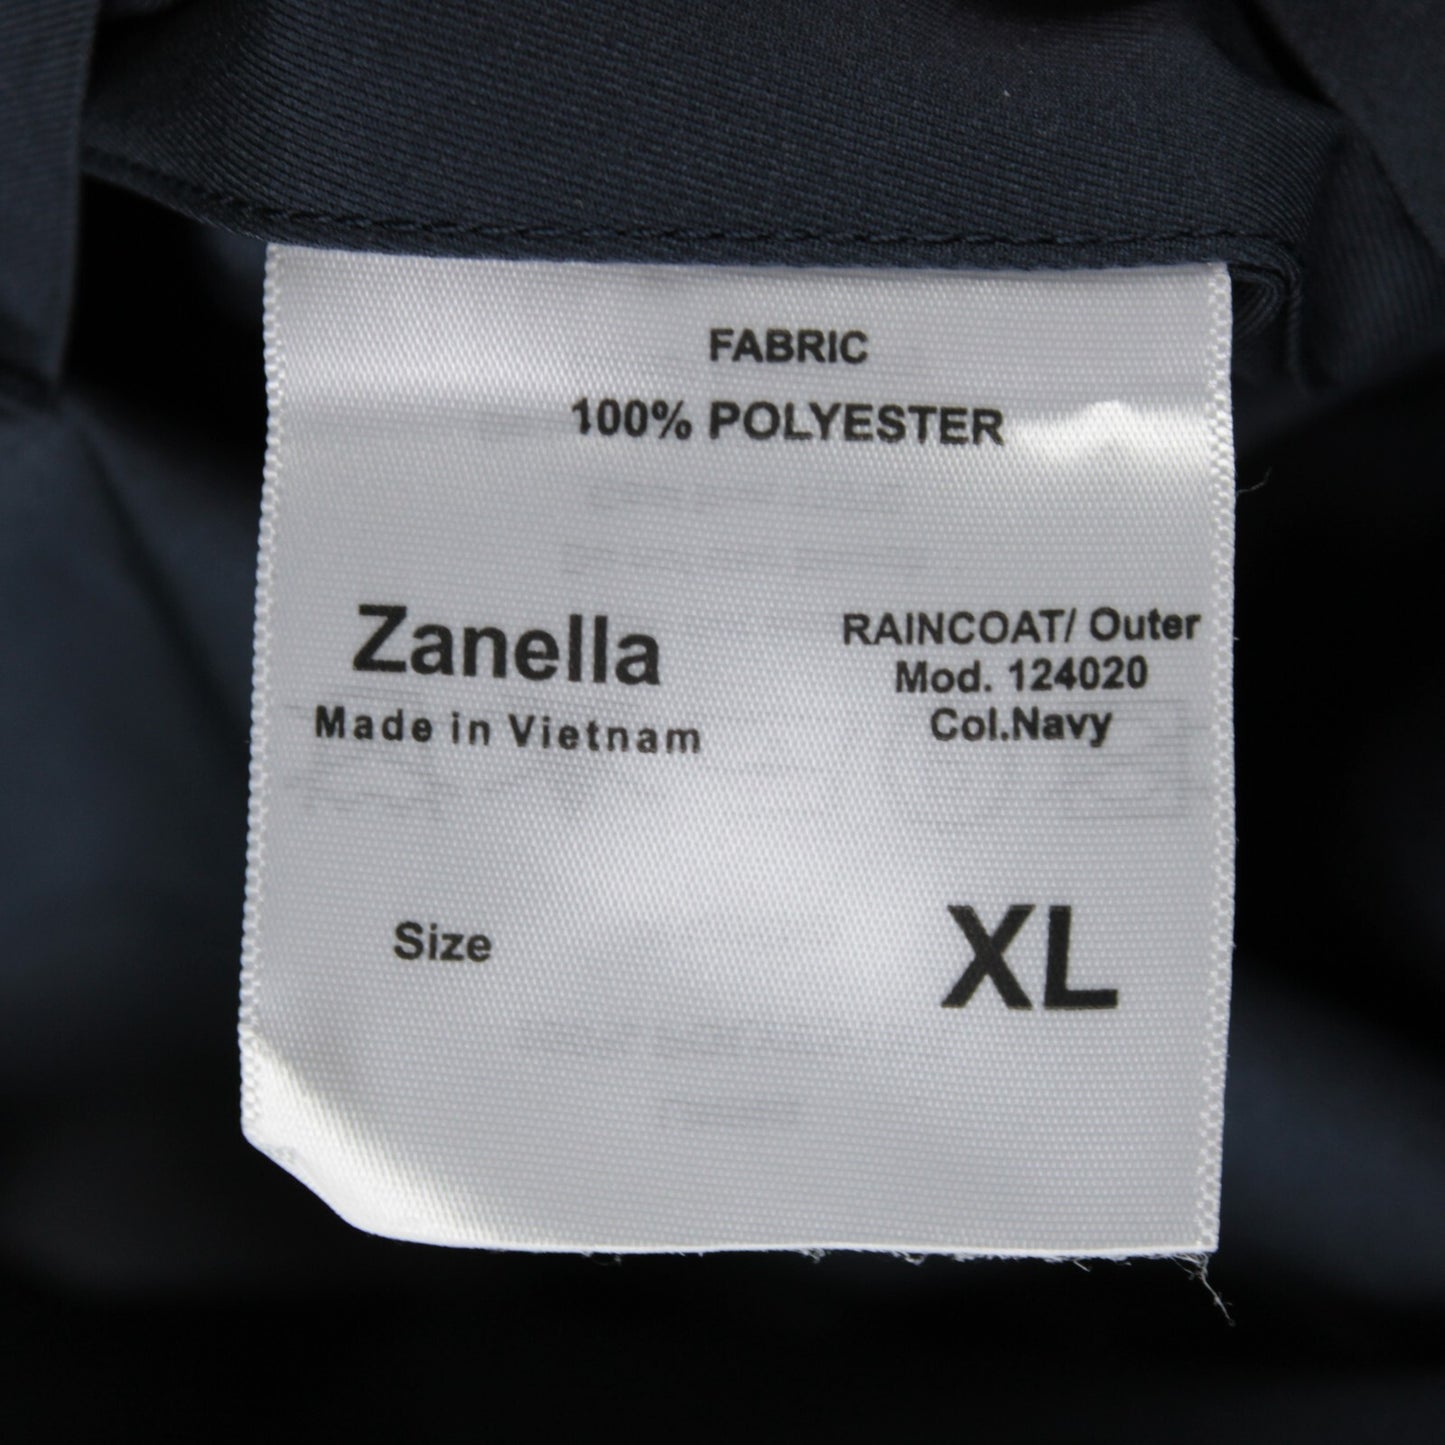 FABRIC
100% POLYESTER
Zanella
Made in Vietnam
RAINCOAT/ Outer
Mod. 124020
Col.Navy
Size
XL